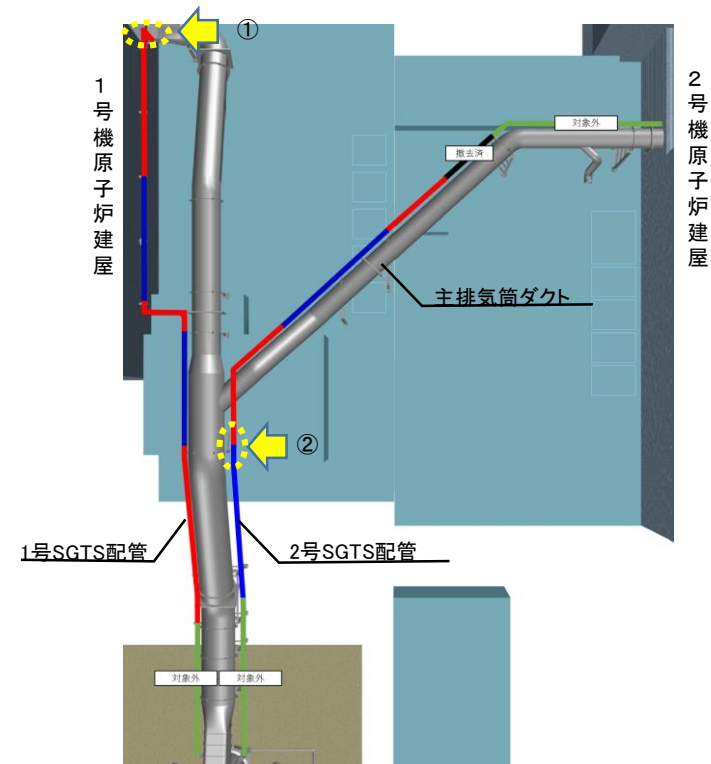 ①
1号機原子炉建屋
2号機原子炉建屋
対象外
撤去済
主排気筒ダクト
②
1号SGTS配管
2号SGTS配管
対象外
対象外